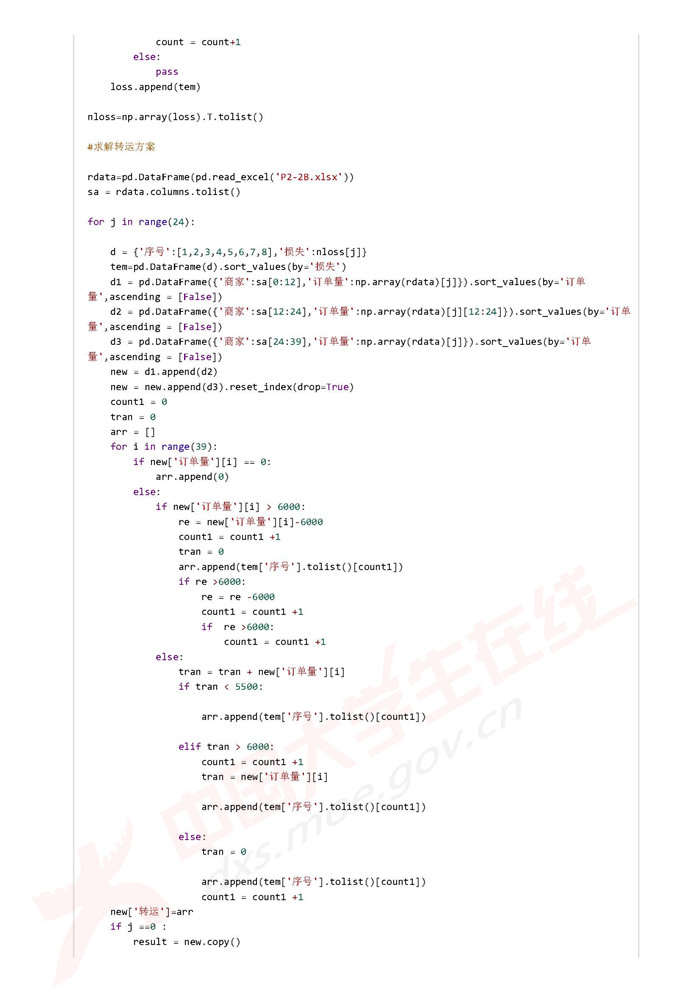 count = count+1
else:
pass
loss.append(tem)
nloss=np.array(loss).T.tolist()
#求解转运方案
rdata=pd.DataFrame(pd.read_excel('P2-2B.xlsx'))
sa = rdata.columns.tolist()
for j in range(24):
d = {'序号':[1,2,3,4,5,6,7,8],'损失':nloss[j]}
tem=pd.DataFrame(d).sort_values(by='损失')
d1 = pd.DataFrame({'商家':sa[0:12],'订单量':np.array(rdata)[j]}).sort_values(by='订单
量',ascending = [False])
d2 = pd.DataFrame({'商家':sa[12:24],'订单量':np.array(rdata)[j][12:24]}).sort_values(by='订单
量',ascending = [False])
d3 = pd.DataFrame({'商家':sa[24:39],'订单量':np.array(rdata)[j]}).sort_values(by='订单
量',ascending = [False])
new = d1.append(d2)
new = new.append(d3).reset_index(drop=True)
count1 = 0
tran = 0
arr = []
for i in range(39):
if new['订单量'][i] == 0:
arr.append(0)
else:
if new['订单量'][i] > 6000:
re = new['订单量'][i]-6000
count1 = count1 +1
tran = 0
arr.append(tem['序号'].tolist()[count1])
if re >6000:
re = re -6000
count1 = count1 +1
if  re >6000:
count1 = count1 +1
else:
tran = tran + new['订单量'][i]
if tran < 5500:
arr.append(tem['序号'].tolist()[count1])
elif tran > 6000:
count1 = count1 +1
tran = new['订单量'][i]
arr.append(tem['序号'].tolist()[count1])
else:
tran = 0
arr.append(tem['序号'].tolist()[count1])
count1 = count1 +1
new['转运']=arr
if j ==0 :
result = new.copy()
中国大学生在线
dxs.moe.gov.cn